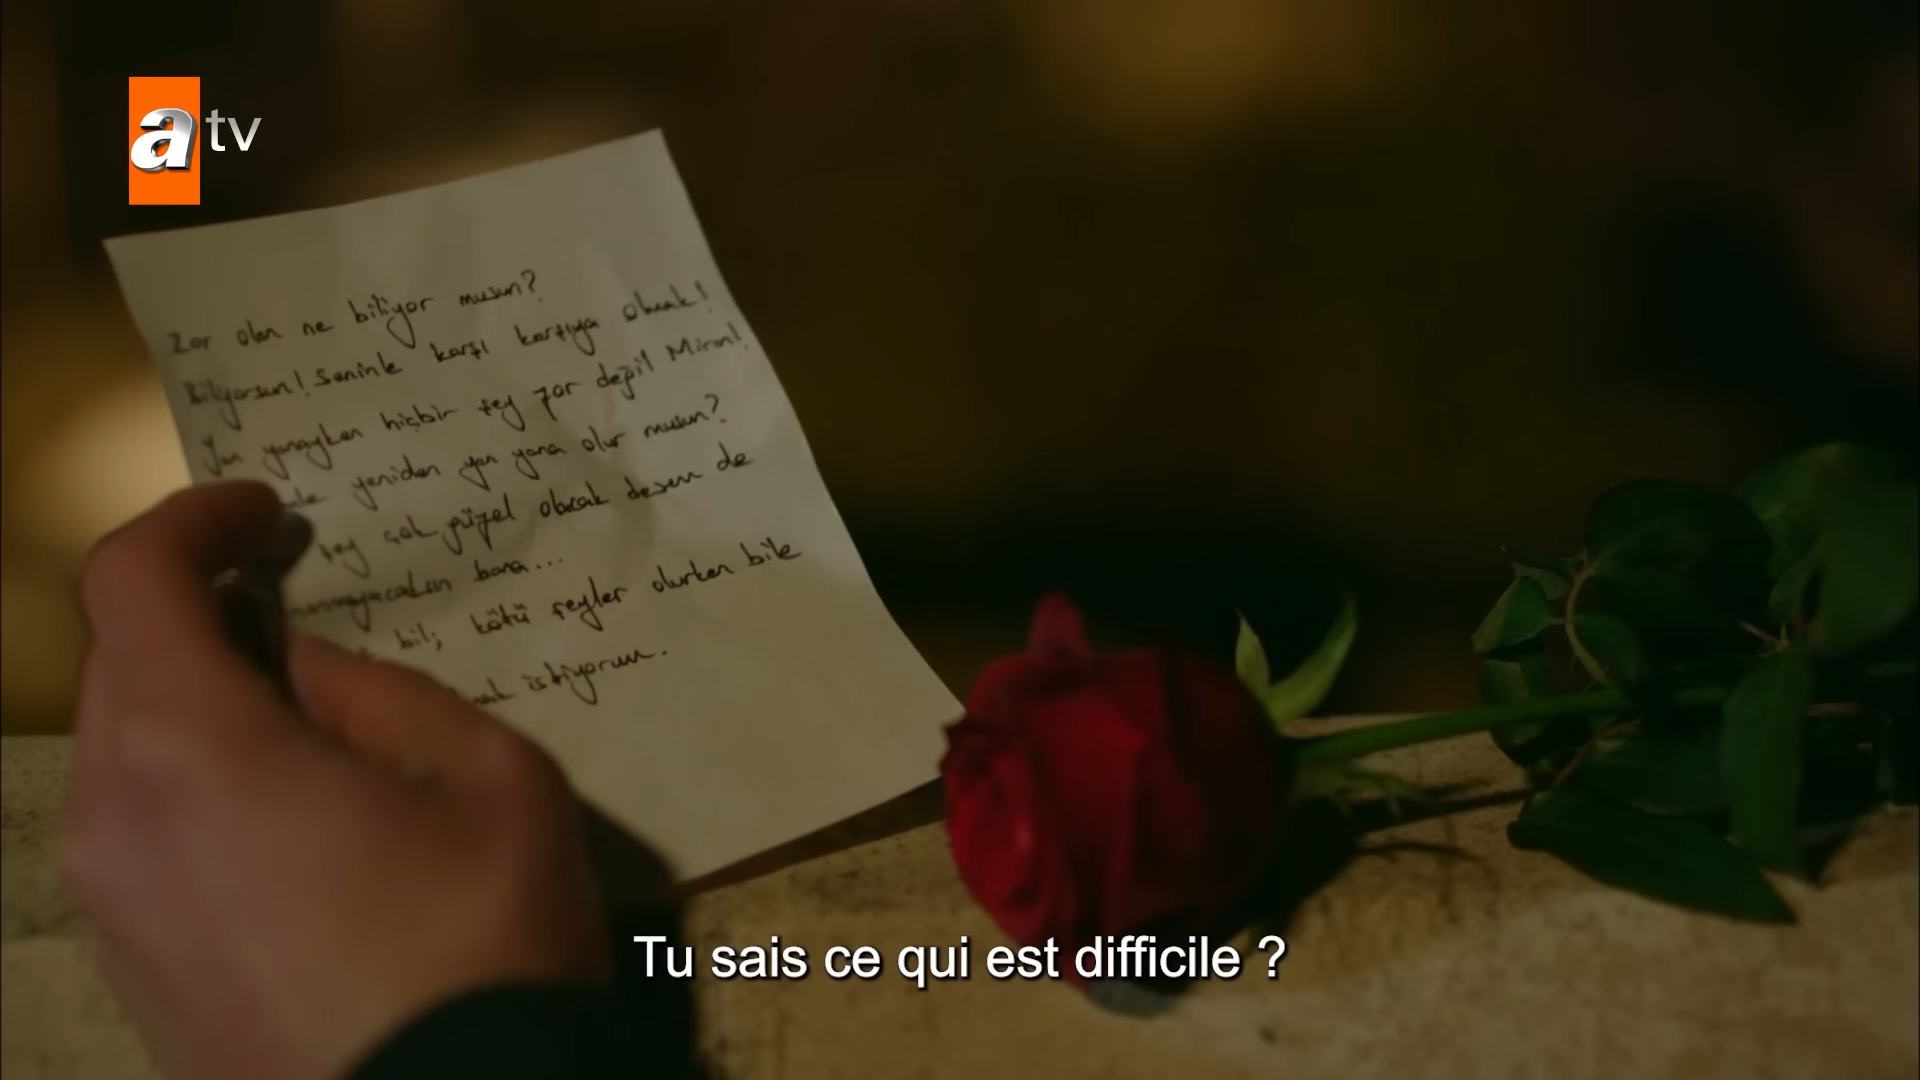 atv
Zor olan ne biliyor musun?
Biliyorsun! Seninle karşı karşıya olmak!
Yan yanayken hiçbir şey zor değil Miran!
yeniden yan yana olur musun?
şey çok güzel olacak desem de
bana...
bil; kötü şeyler olurken bile
istiyorum.
Tu sais ce qui est difficile ?